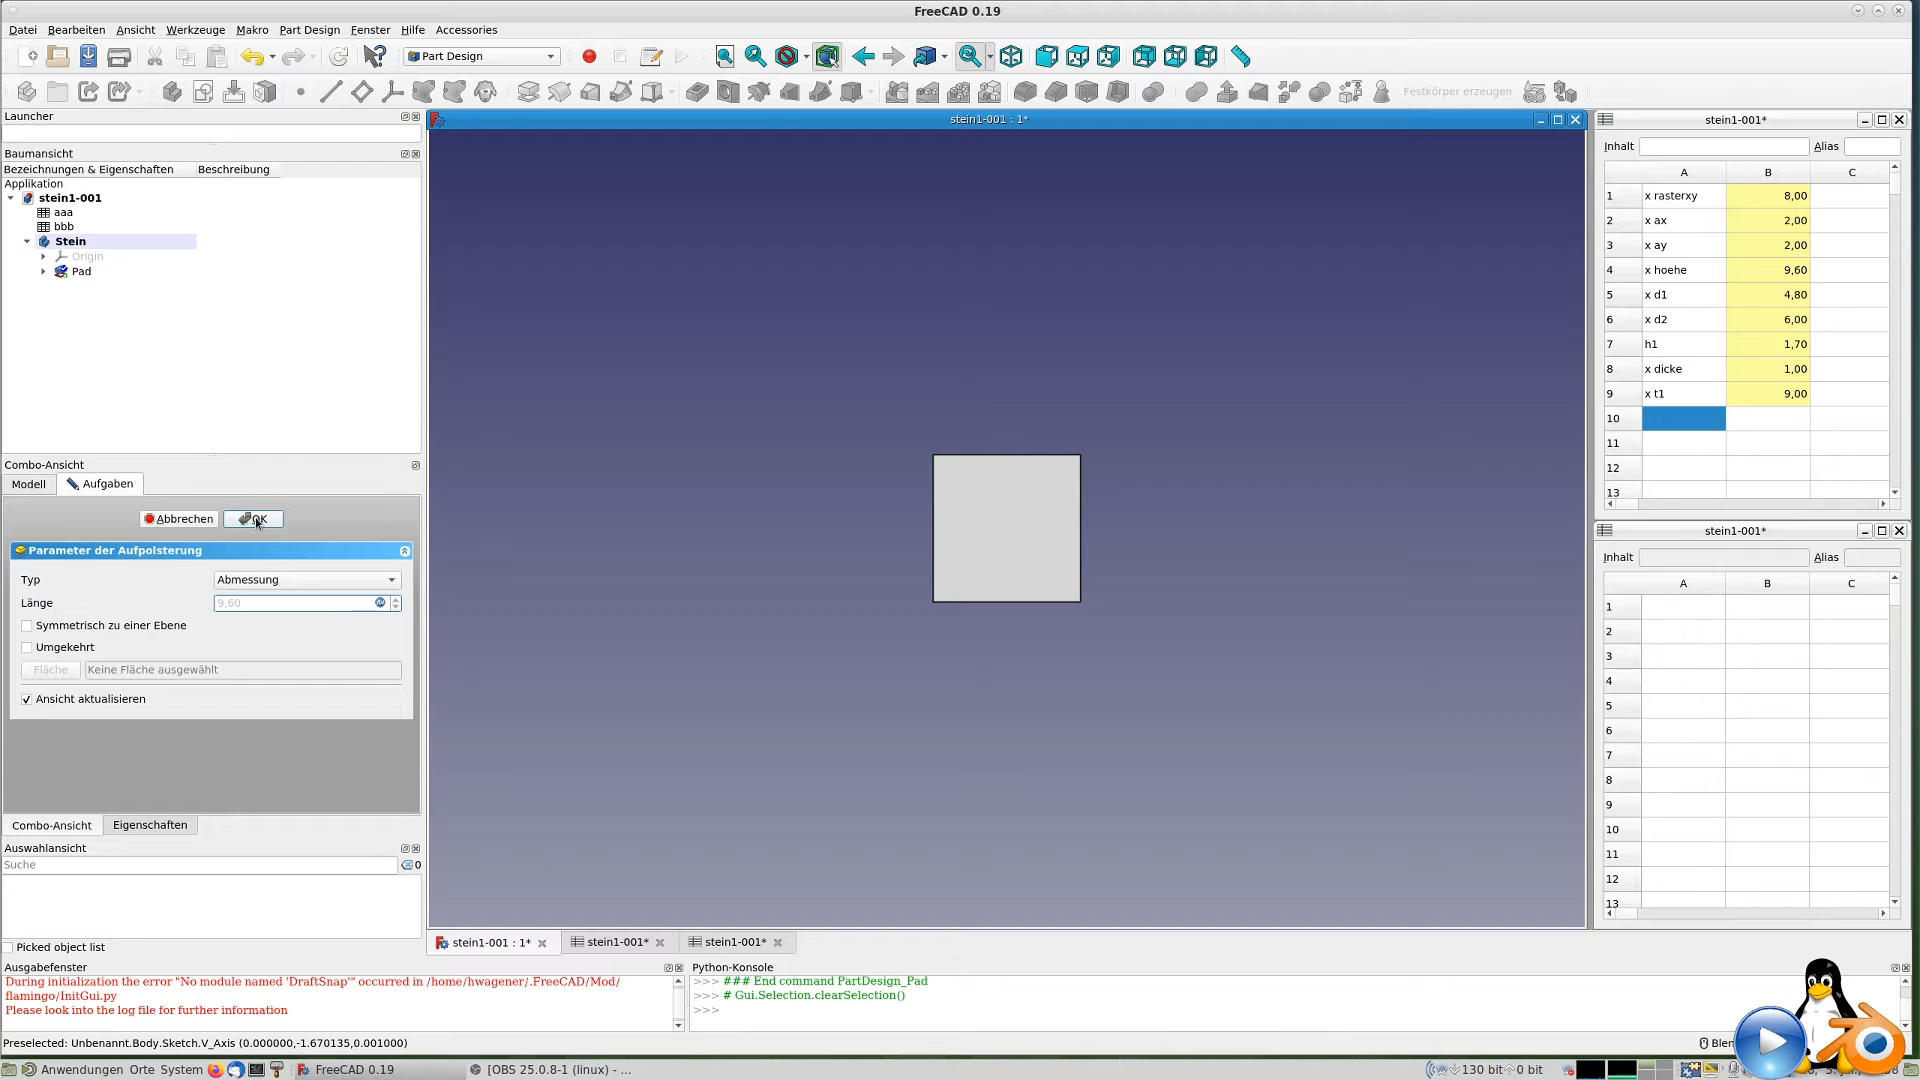 FreeCAD 0.19
Datei Bearbeiten Ansicht Werkzeuge Makro Part Design Fenster Hilfe Accessories
Part Design
Festkörper erzeugen
Launcher
Baumansicht
Bezeichnungen & Eigenschaften Beschreibung
Applikation
stein1-001
aaa
bbb
Stein
Origin
Pad
Combo-Ansicht
Modell Aufgaben
Abbrechen OK
Parameter der Aufpolsterung
Typ Abmessung
Länge 9,60
Symmetrisch zu einer Ebene
Umgekehrt
Fläche Keine Fläche ausgewählt
Ansicht aktualisieren
Combo-Ansicht Eigenschaften
Auswahlansicht
Suche 0
Picked object list
stein1-001 : 1*
stein1-001 : 1* stein1-001* stein1-001*
stein1-001*
Inhalt Alias
A B C
1 x rasterxy 8,00
2 x ax 2,00
3 x ay 2,00
4 x hoehe 9,60
5 x d1 4,80
6 x d2 6,00
7 h1 1,70
8 x dicke 1,00
9 x t1 9,00
10
11
12
13
stein1-001*
Inhalt Alias
A B C
1
2
3
4
5
6
7
8
9
10
11
12
13
Ausgabefenster
During initialization the error "No module named 'DraftSnap'" occurred in /home/hwagener/.FreeCAD/Mod/
flamingo/InitGui.py
Please look into the log file for further information
Python-Konsole
>>> ### End command PartDesign_Pad
>>> # Gui.Selection.clearSelection()
>>>
Preselected: Unbenannt.Body.Sketch.V_Axis (0.000000,-1.670135,0.001000)
Anwendungen Orte System FreeCAD 0.19 [OBS 25.0.8-1 (linux) - ... 130 bit 0 bit